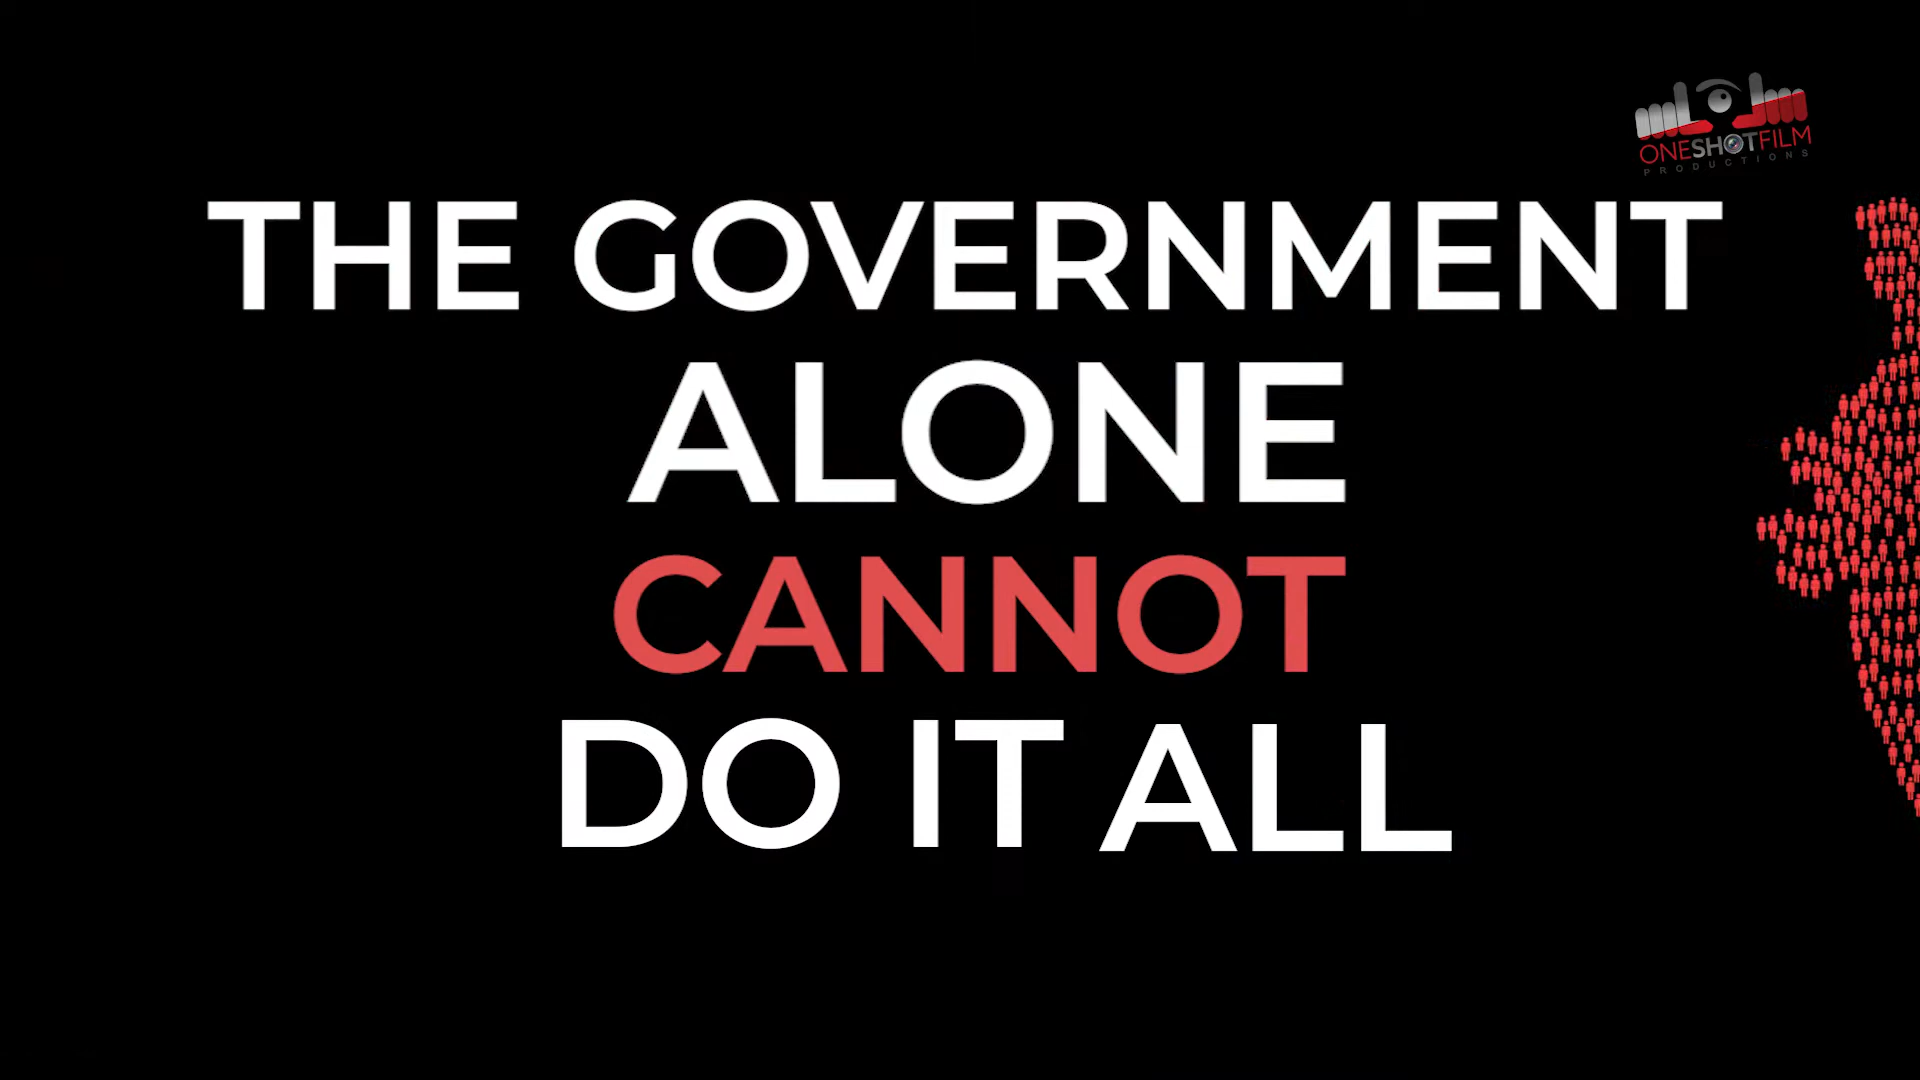 ONESHOTFILM
PRODUCTIONS
THE GOVERNMENT
ALONE
CANNOT
DO IT ALL